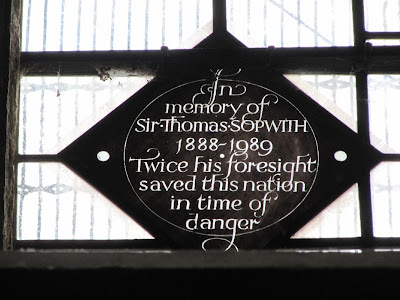 In
memory of
Sir·Thomas·SOPWITH
1888-1989
Twice his foresight
saved this nation
in time of
danger